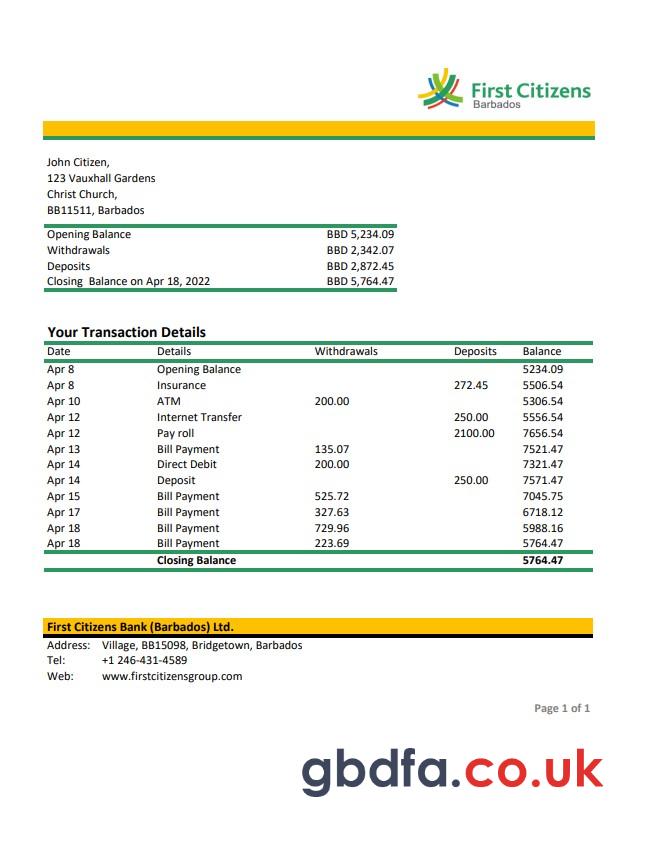 First Citizens
Barbados
John Citizen,
123 Vauxhall Gardens
Christ Church,
BB11511, Barbados
Opening Balance BBD 5,234.09
Withdrawals BBD 2,342.07
Deposits BBD 2,872.45
Closing  Balance on Apr 18, 2022 BBD 5,764.47
Your Transaction Details
Date Details Withdrawals Deposits Balance
Apr 8 Opening Balance 5234.09
Apr 8 Insurance 272.45 5506.54
Apr 10 ATM 200.00 5306.54
Apr 12 Internet Transfer 250.00 5556.54
Apr 12 Pay roll 2100.00 7656.54
Apr 13 Bill Payment 135.07 7521.47
Apr 14 Direct Debit 200.00 7321.47
Apr 14 Deposit 250.00 7571.47
Apr 15 Bill Payment 525.72 7045.75
Apr 17 Bill Payment 327.63 6718.12
Apr 18 Bill Payment 729.96 5988.16
Apr 18 Bill Payment 223.69 5764.47
Closing Balance 5764.47
First Citizens Bank (Barbados) Ltd.
Address: Village, BB15098, Bridgetown, Barbados
Tel: +1 246-431-4589
Web: www.firstcitizensgroup.com
Page 1 of 1
gbdfa.co.uk